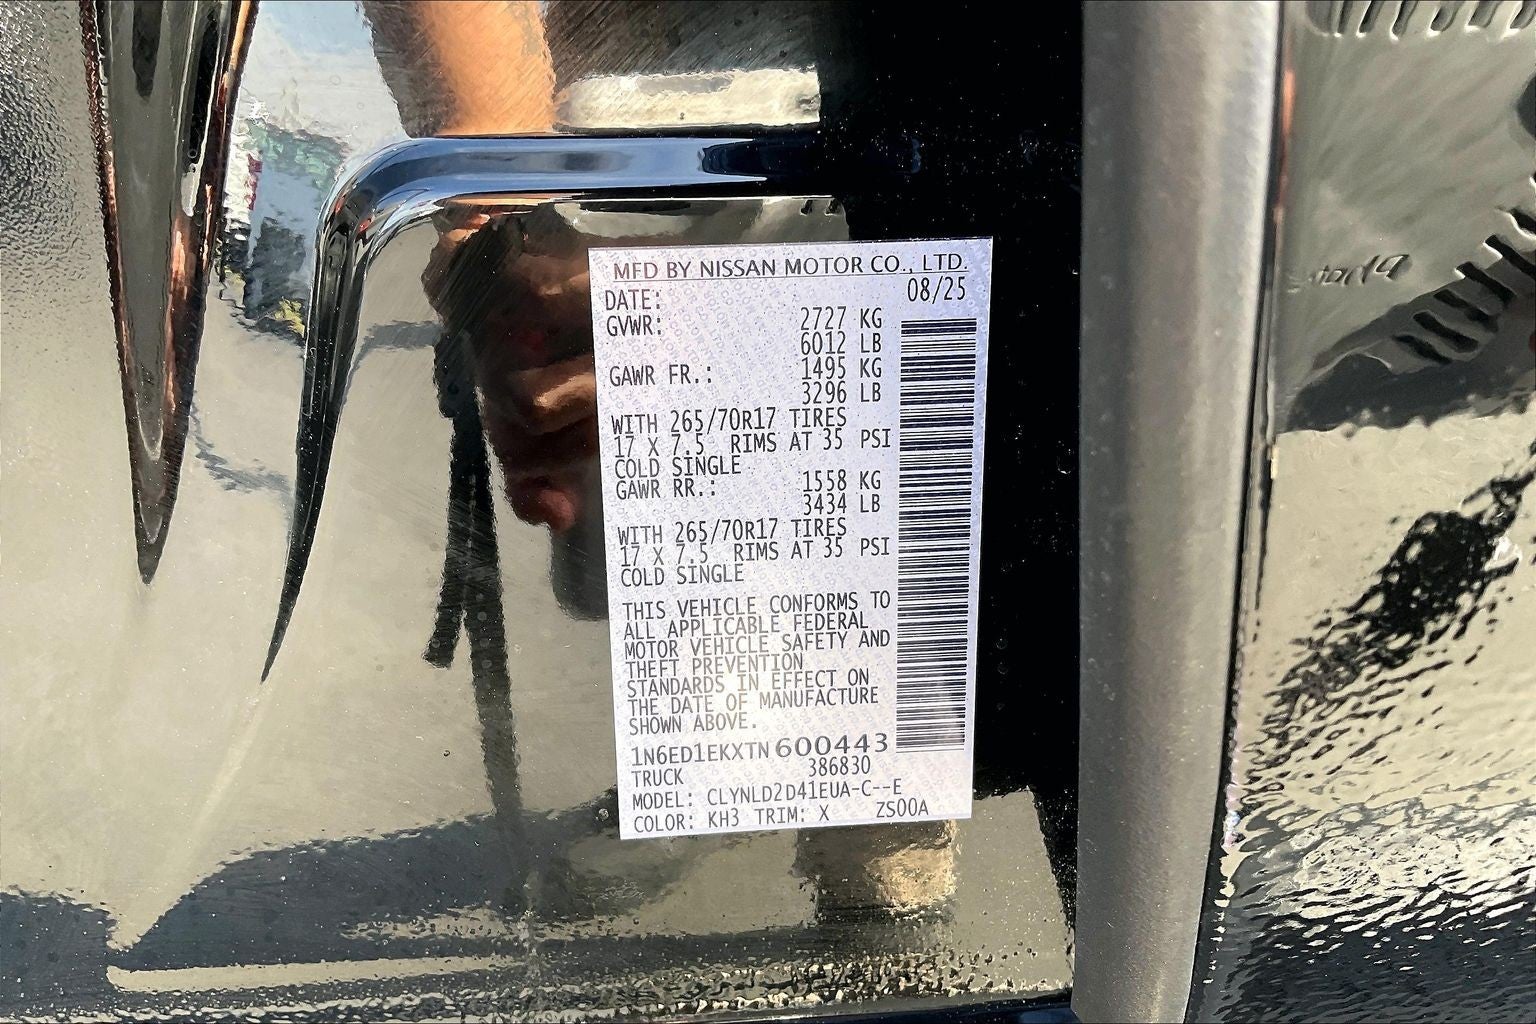 MFD BY NISSAN MOTOR CO., LTD.
DATE: 08/25
GVWR: 2727 KG
6012 LB
GAWR FR.: 1495 KG
3296 LB
WITH 265/70R17 TIRES
17 X 7.5 RIMS AT 35 PSI
COLD SINGLE
GAWR RR.: 1558 KG
3434 LB
WITH 265/70R17 TIRES
17 X 7.5 RIMS AT 35 PSI
COLD SINGLE
THIS VEHICLE CONFORMS TO
ALL APPLICABLE FEDERAL
MOTOR VEHICLE SAFETY AND
THEFT PREVENTION
STANDARDS IN EFFECT ON
THE DATE OF MANUFACTURE
SHOWN ABOVE.
1N6ED1EKXTN600443
TRUCK 386830
MODEL: CLYNLD2D41EUA-C--E
COLOR: KH3 TRIM: X ZS00A